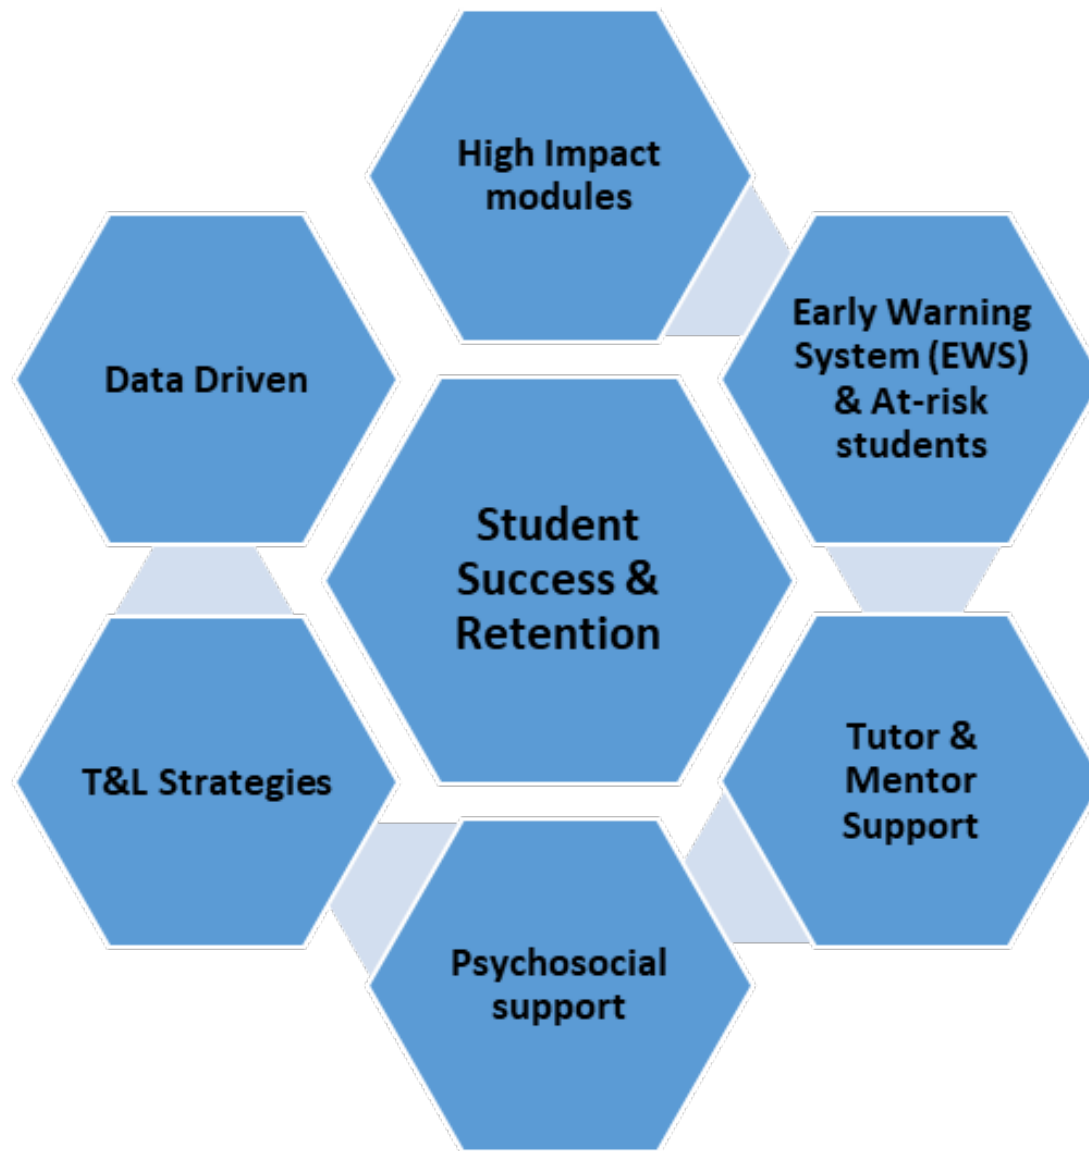 High Impact
modules
Early Warning
System (EWS)
& At-risk
students
Data Driven
Student
Success &
Retention
Tutor &
Mentor
Support
T&L Strategies
Psychosocial
support